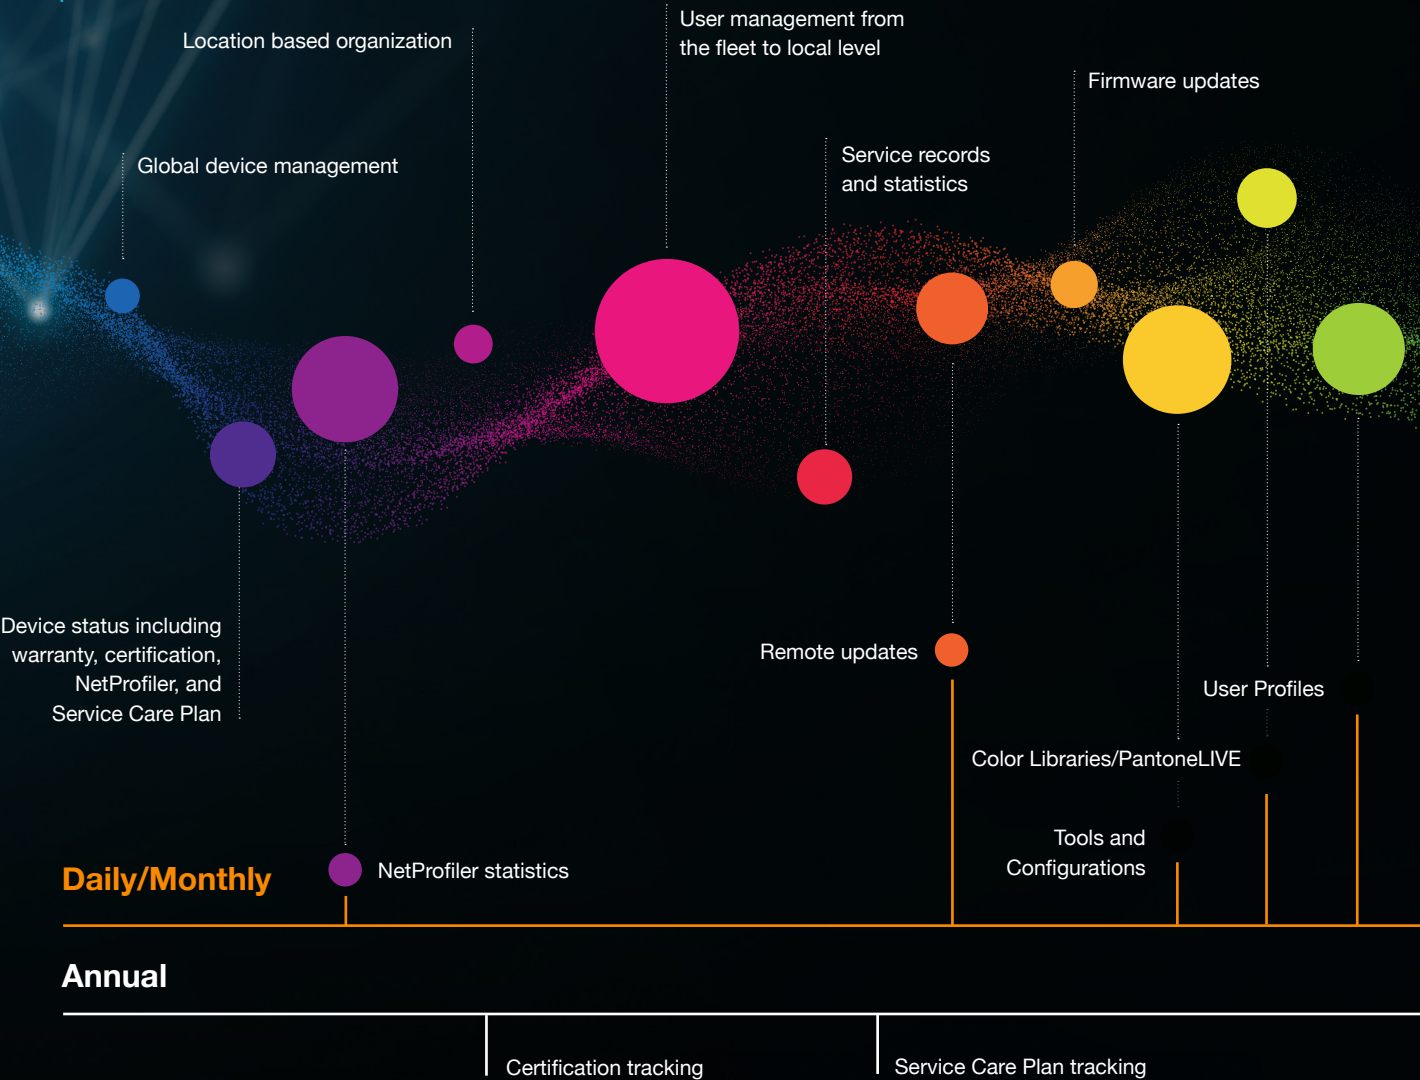 User management from
the fleet to local level
Location based organization
Firmware updates
Global device management
Service records
and statistics
Device status including
warranty, certification,
NetProfiler, and
Service Care Plan
Remote updates
User Profiles
Color Libraries/PantoneLIVE
Tools and
Configurations
Daily/Monthly
NetProfiler statistics
Annual
Certification tracking
Service Care Plan tracking